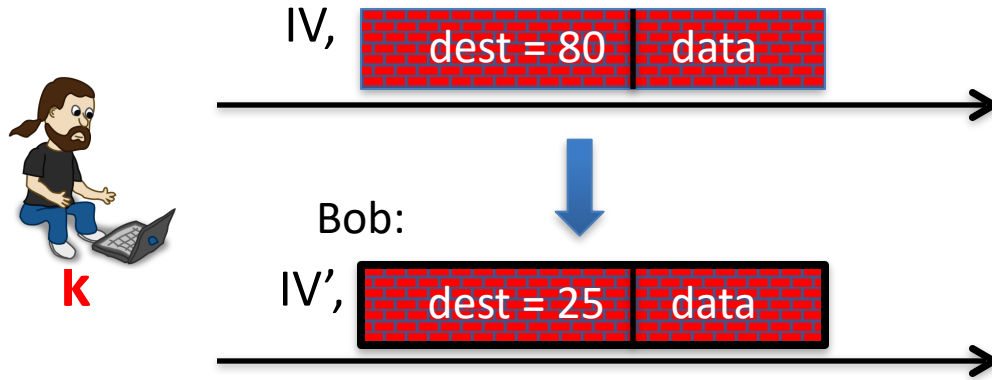 IV, dest = 80 data
Bob:
k
IV’, dest = 25 data